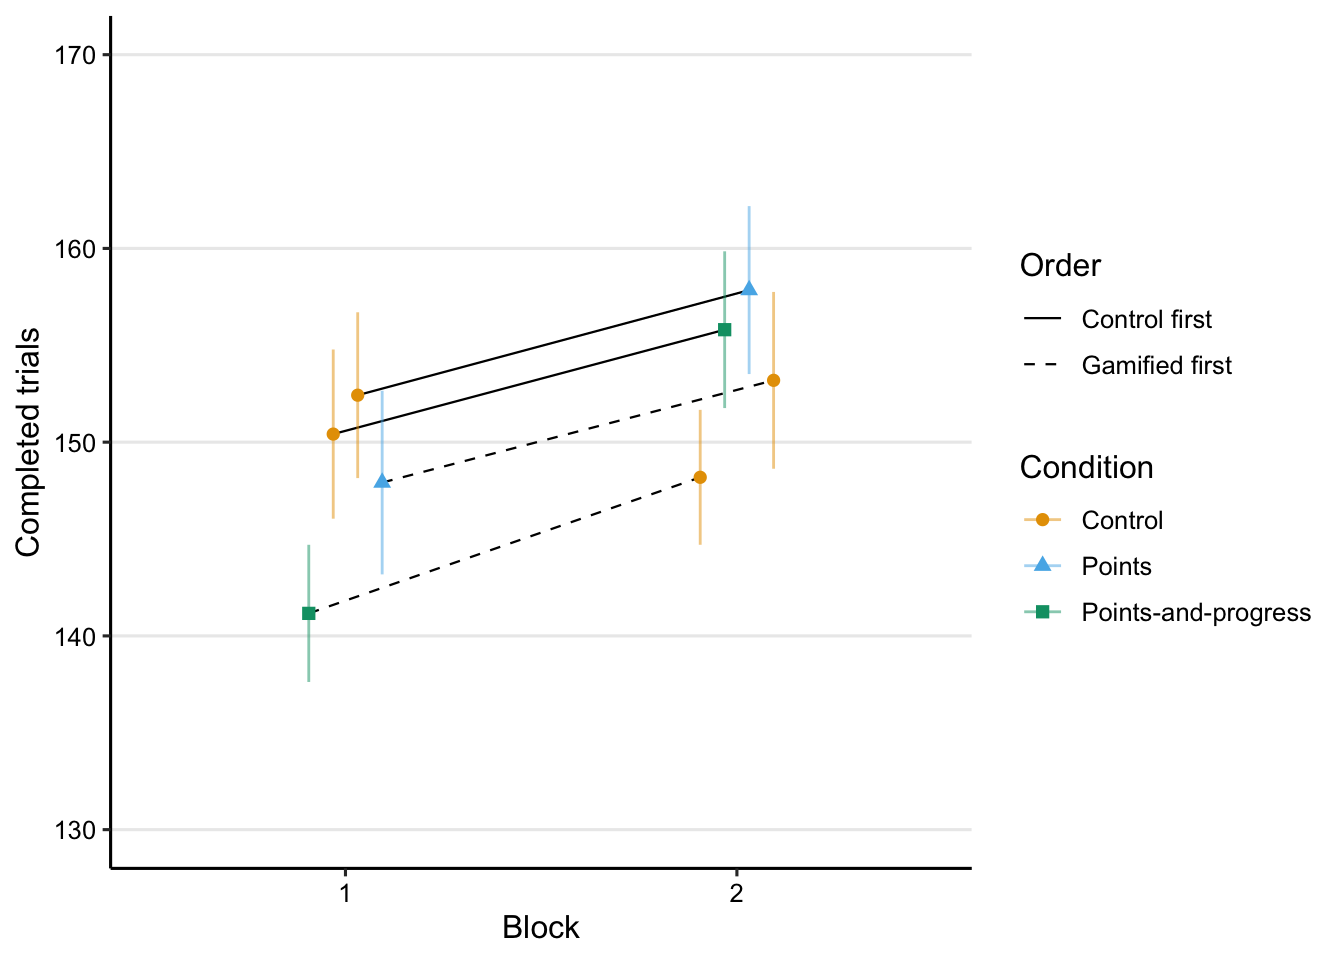 170
160
150
140
130
Completed trials
1
2
Block
Order
Control first
Gamified first
Condition
Control
Points
Points-and-progress